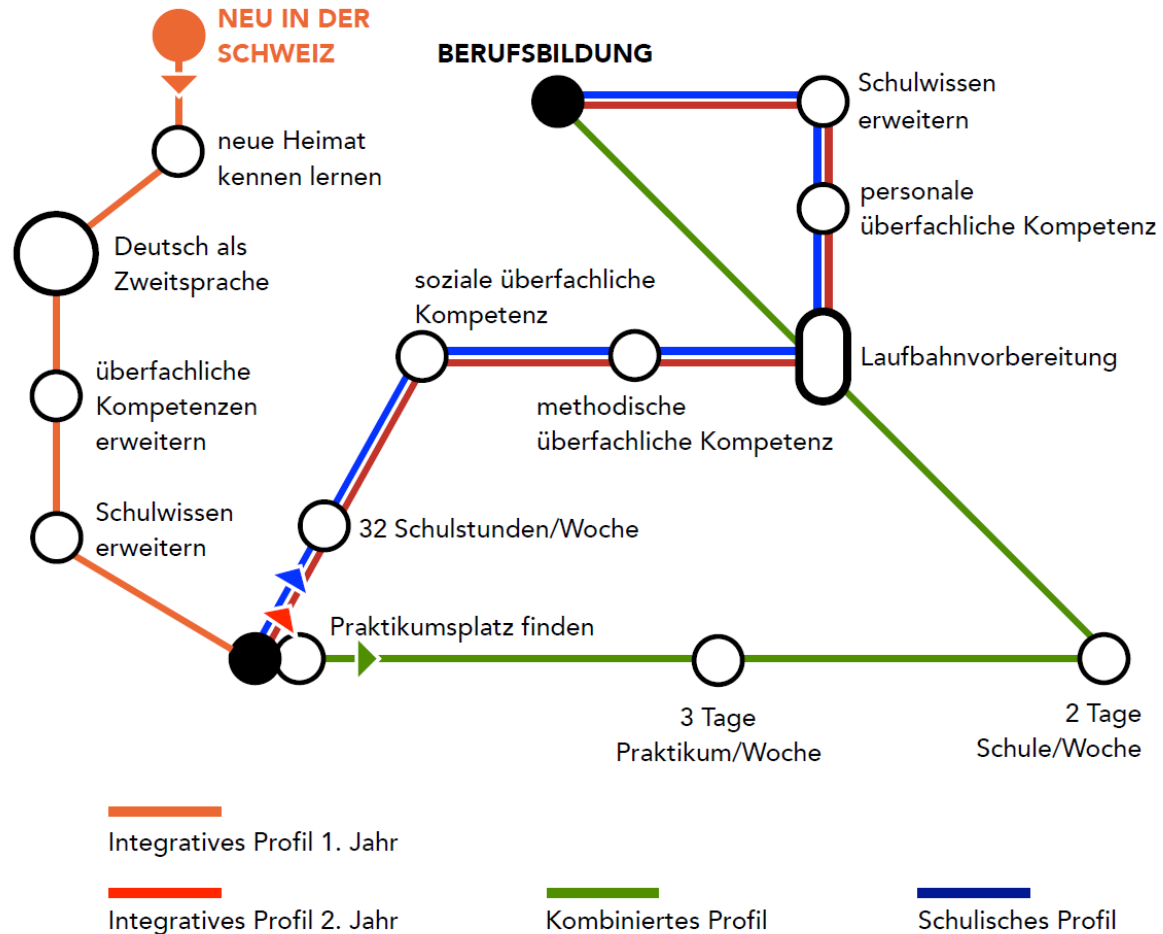 NEU IN DER
SCHWEIZ
BERUFSBILDUNG
Schulwissen
erweitern
neue Heimat
kennen lernen
personale
überfachliche Kompetenz
Deutsch als
Zweitsprache
soziale überfachliche
Kompetenz
Laufbahnvorbereitung
überfachliche
Kompetenzen
erweitern
methodische
überfachliche Kompetenz
Schulwissen
erweitern
32 Schulstunden/Woche
Praktikumsplatz finden
3 Tage
Praktikum/Woche
2 Tage
Schule/Woche
Integratives Profil 1. Jahr
Integratives Profil 2. Jahr
Kombiniertes Profil
Schulisches Profil